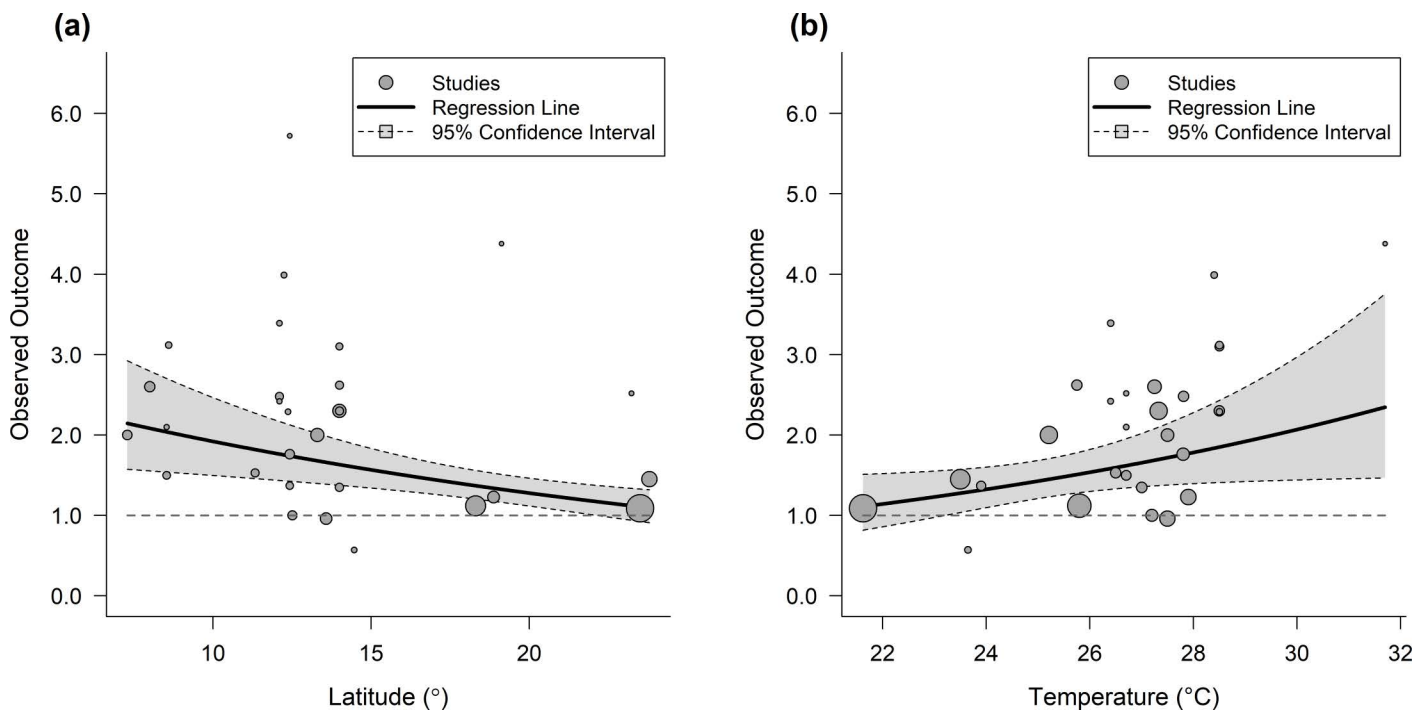 (a)
Studies
Regression Line
95% Confidence Interval
6.0
5.0
4.0
3.0
2.0
1.0
0.0
Observed Outcome
10 15 20
Latitude (°)
(b)
Studies
Regression Line
95% Confidence Interval
6.0
5.0
4.0
3.0
2.0
1.0
0.0
Observed Outcome
22 24 26 28 30 32
Temperature (°C)